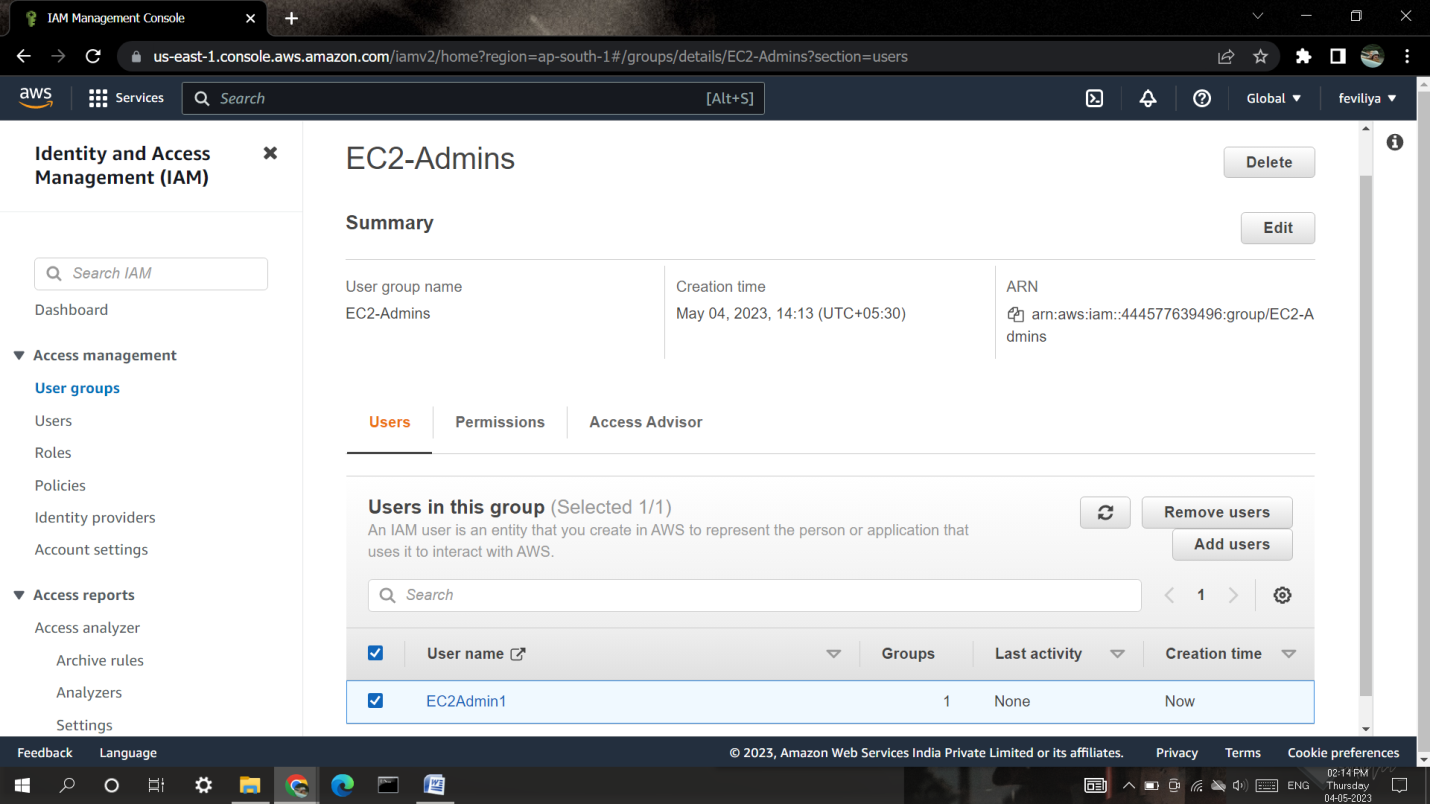 IAM Management Console
us-east-1.console.aws.amazon.com/iamv2/home?region=ap-south-1#/groups/details/EC2-Admins?section=users
aws
Services
Search
[Alt+S]
Global
feviliya
Identity and Access
Management (IAM)
Search IAM
Dashboard
Access management
User groups
Users
Roles
Policies
Identity providers
Account settings
Access reports
Access analyzer
Archive rules
Analyzers
Settings
EC2-Admins
Delete
Summary
Edit
User group name
EC2-Admins
Creation time
May 04, 2023, 14:13 (UTC+05:30)
ARN
arn:aws:iam::444577639496:group/EC2-A
dmins
Users
Permissions
Access Advisor
Users in this group (Selected 1/1)
An IAM user is an entity that you create in AWS to represent the person or application that
uses it to interact with AWS.
Remove users
Add users
Search
1
User name
Groups
Last activity
Creation time
EC2Admin1
1
None
Now
Feedback
Language
© 2023, Amazon Web Services India Private Limited or its affiliates.
Privacy
Terms
Cookie preferences
ENG
02:14 PM
Thursday
04-05-2023